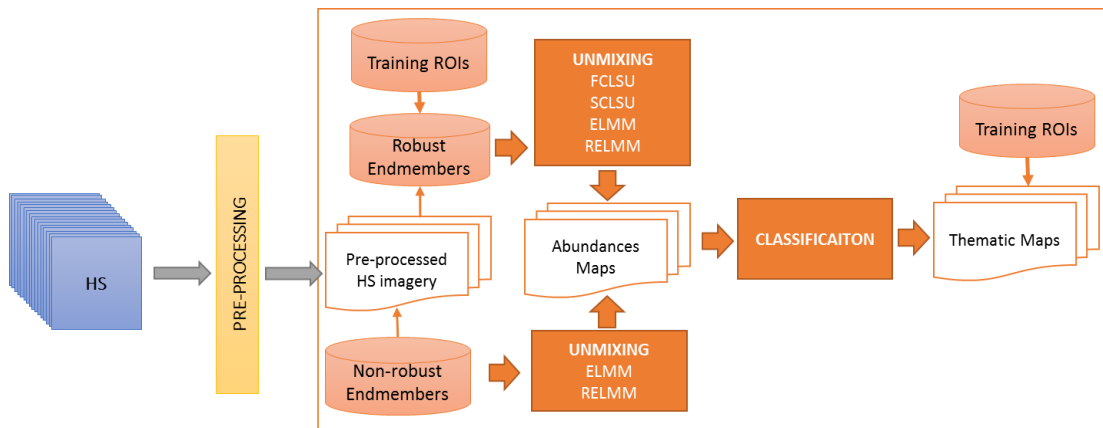 HS
PRE-PROCESSING
Training ROIs
Robust
Endmembers
Pre-processed
HS imagery
Non-robust
Endmembers
UNMIXING
FCLSU
SCLSU
ELMM
RELMM
Abundances
Maps
UNMIXING
ELMM
RELMM
CLASSIFICAITON
Training ROIs
Thematic Maps